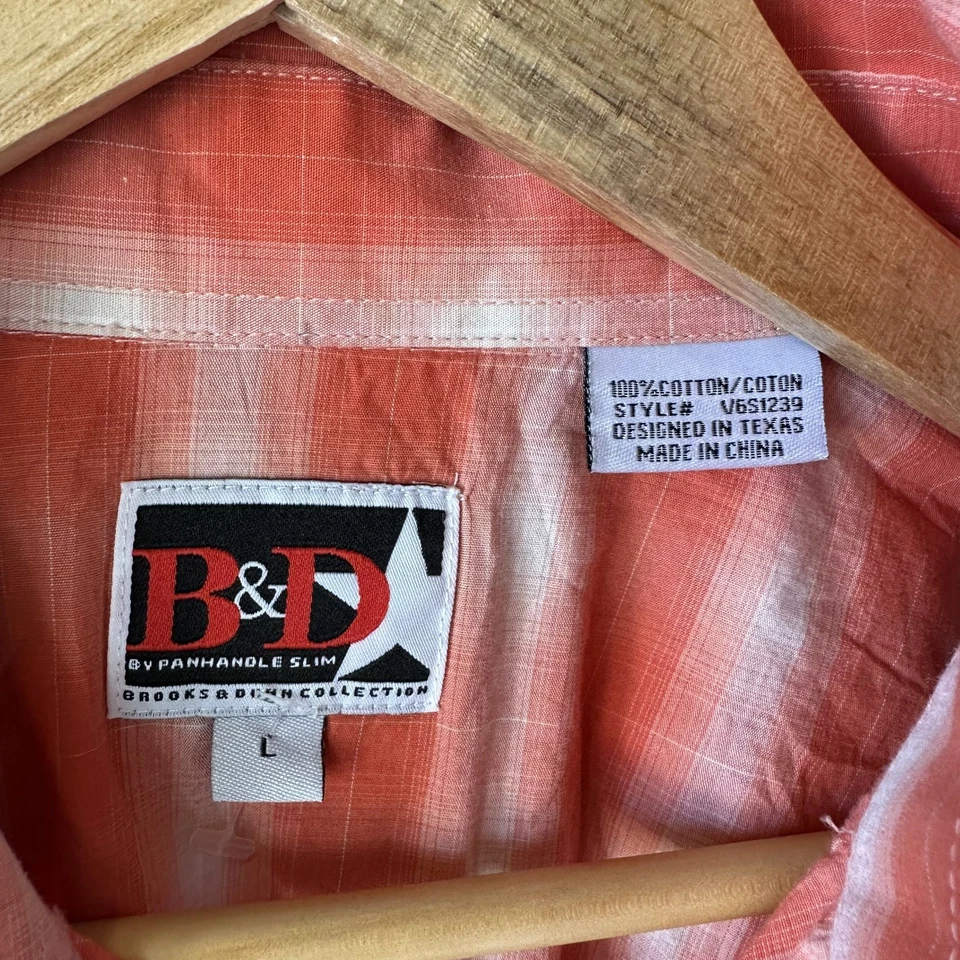 100%COTTON/COTON
STYLE# V6S1239
DESIGNED IN TEXAS
MADE IN CHINA
B&D
By PANHANDLE SLIM
BROOKS & DUNN COLLECTION
L